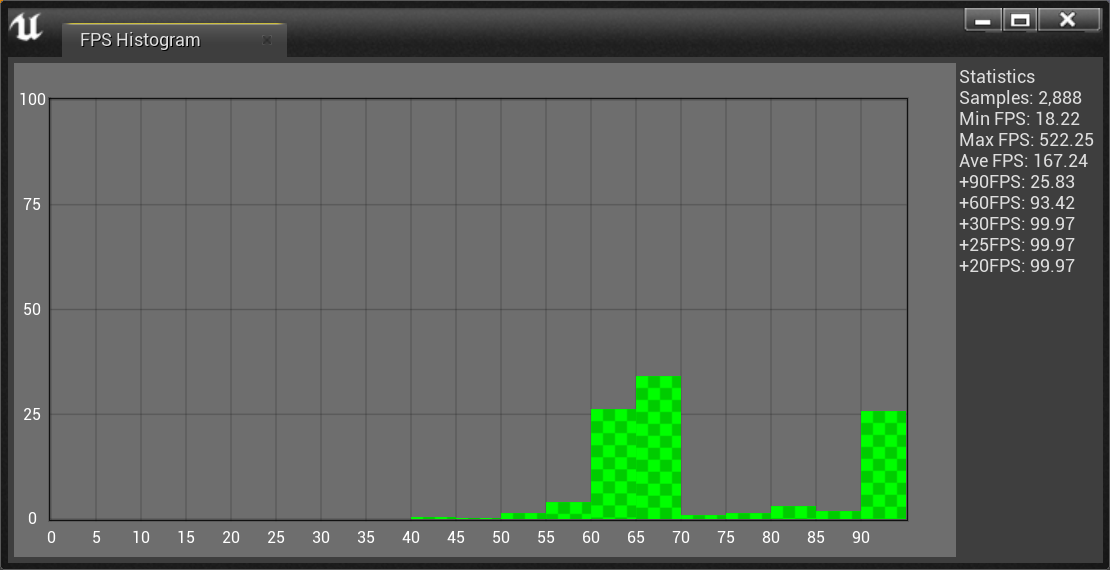 FPS Histogram
100
75
50
25
0
0 5 10 15 20 25 30 35 40 45 50 55 60 65 70 75 80 85 90
Statistics
Samples: 2,888
Min FPS: 18.22
Max FPS: 522.25
Ave FPS: 167.24
+90FPS: 25.83
+60FPS: 93.42
+30FPS: 99.97
+25FPS: 99.97
+20FPS: 99.97